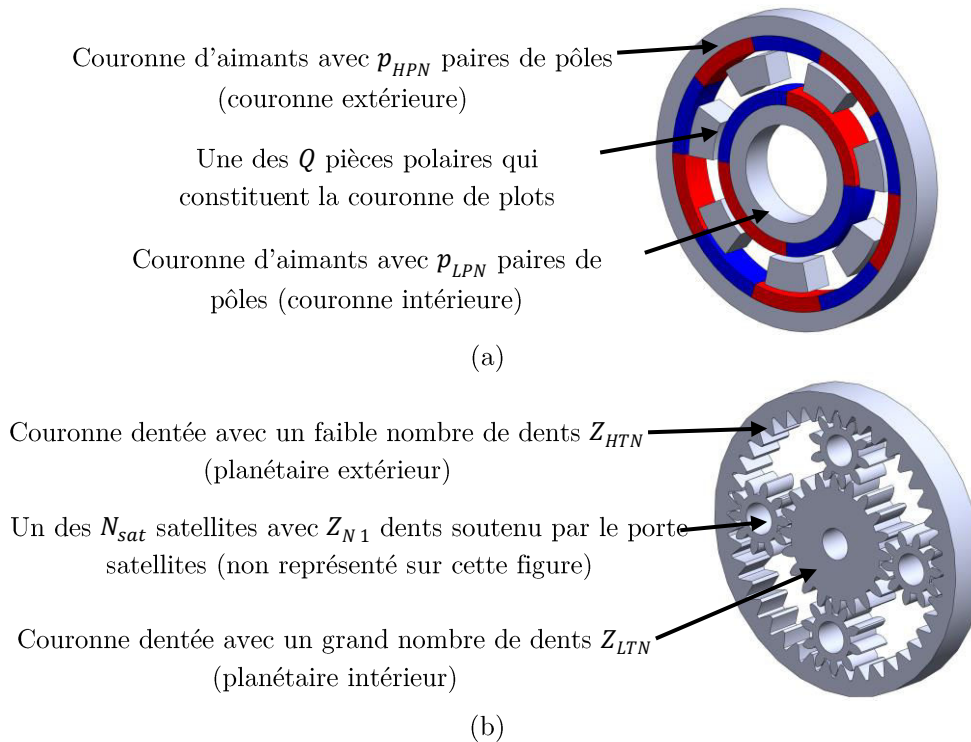 Couronne d'aimants avec p_HPN paires de pôles
(couronne extérieure)
Une des Q pièces polaires qui
constituent la couronne de plots
Couronne d'aimants avec p_LPN paires de
pôles (couronne intérieure)
(a)
Couronne dentée avec un faible nombre de dents Z_HTN
(planétaire extérieur)
Un des N_sat satellites avec Z_N 1 dents soutenu par le porte
satellites (non représenté sur cette figure)
Couronne dentée avec un grand nombre de dents Z_LTN
(planétaire intérieur)
(b)